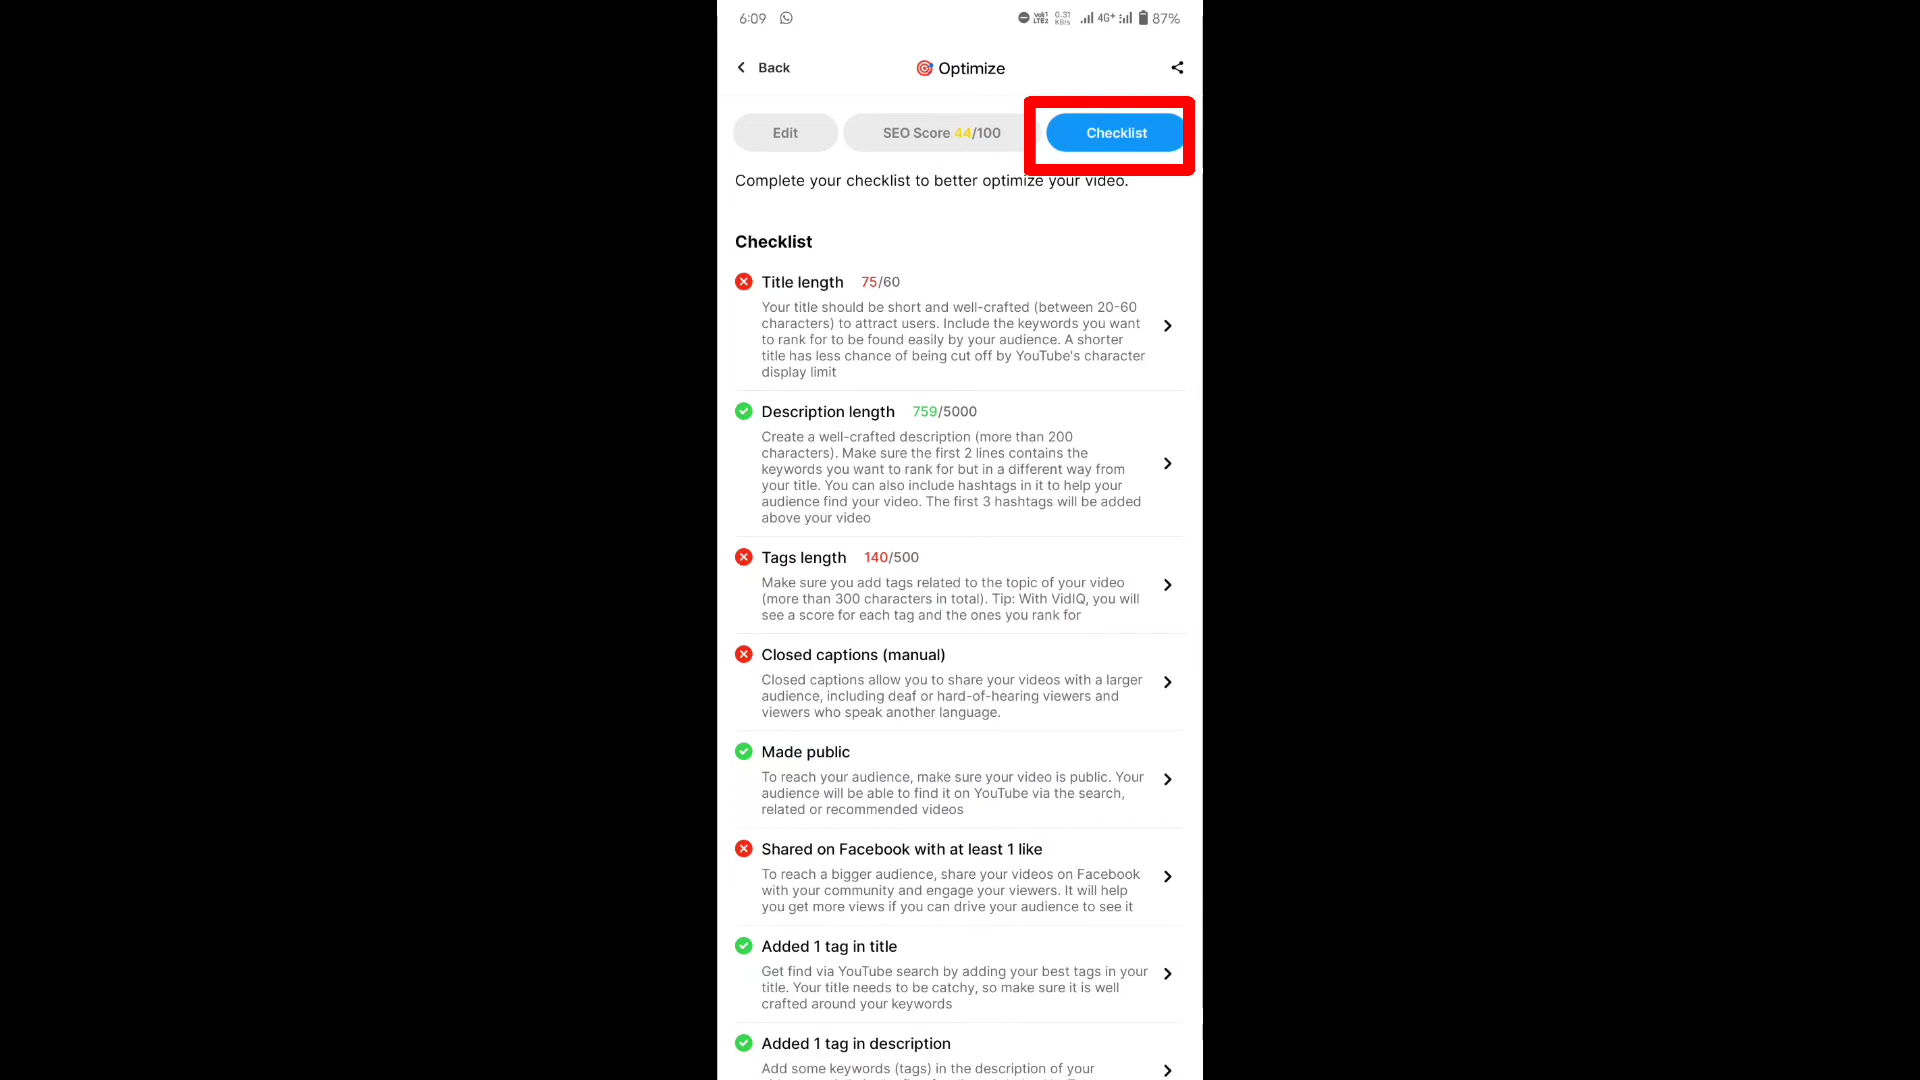 6:09 0.31 KB/s 4G+ 87%
Back
Optimize
Edit
SEO Score 44/100
Checklist
Complete your checklist to better optimize your video.
Checklist
Title length 75/60
Your title should be short and well-crafted (between 20-60
characters) to attract users. Include the keywords you want
to rank for to be found easily by your audience. A shorter
title has less chance of being cut off by YouTube's character
display limit
Description length 759/5000
Create a well-crafted description (more than 200
characters). Make sure the first 2 lines contains the
keywords you want to rank for but in a different way from
your title. You can also include hashtags in it to help your
audience find your video. The first 3 hashtags will be added
above your video
Tags length 140/500
Make sure you add tags related to the topic of your video
(more than 300 characters in total). Tip: With VidIQ, you will
see a score for each tag and the ones you rank for
Closed captions (manual)
Closed captions allow you to share your videos with a larger
audience, including deaf or hard-of-hearing viewers and
viewers who speak another language.
Made public
To reach your audience, make sure your video is public. Your
audience will be able to find it on YouTube via the search,
related or recommended videos
Shared on Facebook with at least 1 like
To reach a bigger audience, share your videos on Facebook
with your community and engage your viewers. It will help
you get more views if you can drive your audience to see it
Added 1 tag in title
Get find via YouTube search by adding your best tags in your
title. Your title needs to be catchy, so make sure it is well
crafted around your keywords
Added 1 tag in description
Add some keywords (tags) in the description of your